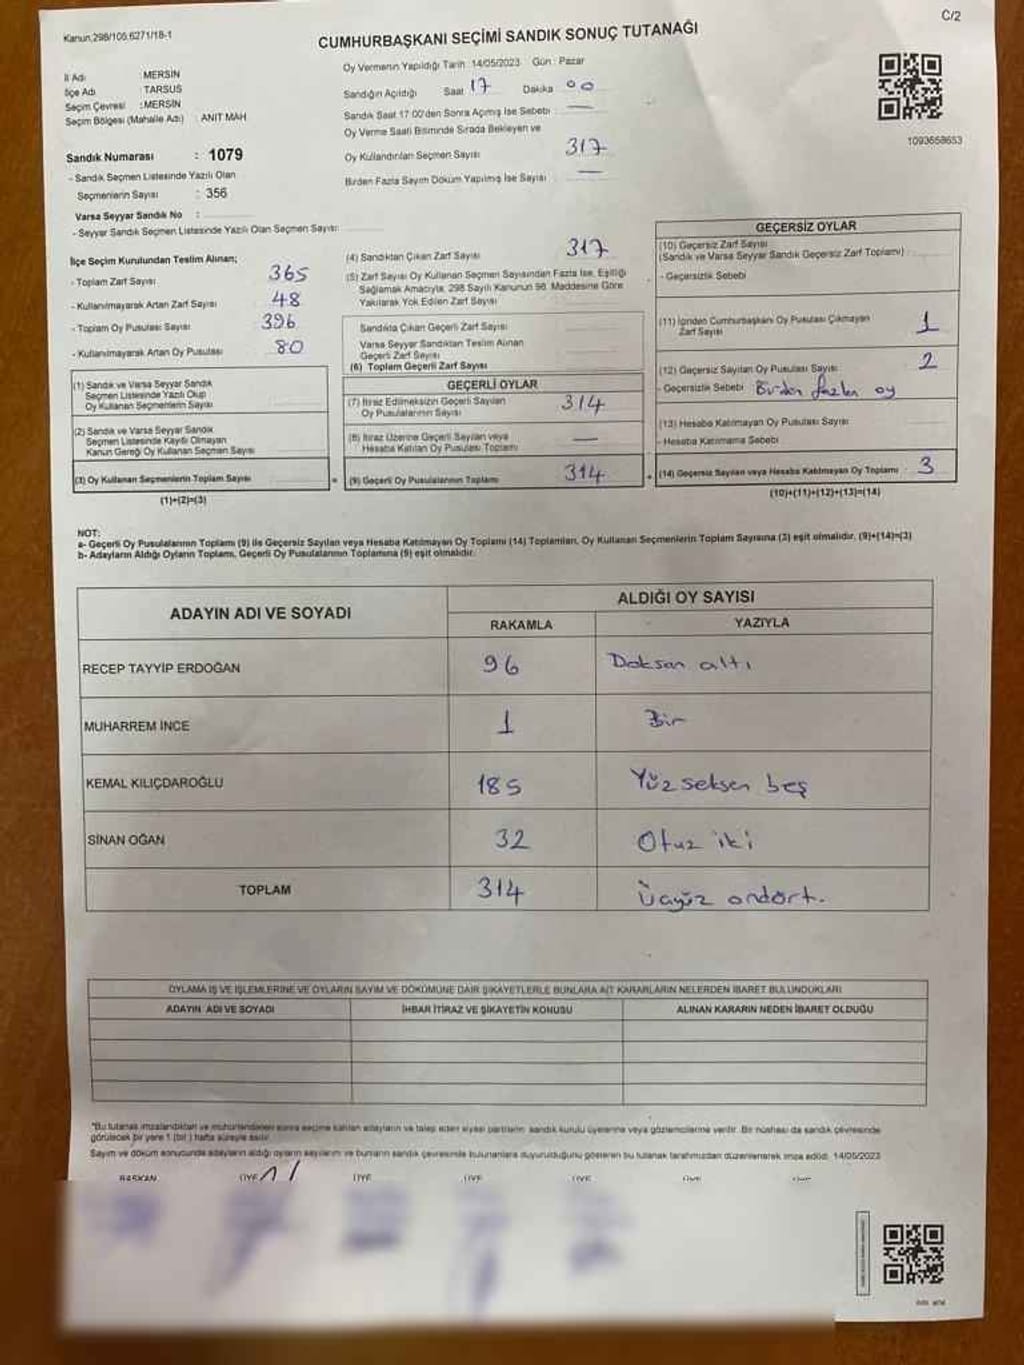 C/2
Kanun,298/105,6271/18-1
CUMHURBAŞKANI SEÇİMİ SANDIK SONUÇ TUTANAĞI
İl Adı : MERSİN
İlçe Adı : TARSUS
Seçim Çevresi : MERSİN
Seçim Bölgesi (Mahalle Adı) : ANIT MAH
Sandık Numarası : 1079
- Sandık Seçmen Listesinde Yazılı Olan
Seçmenlerin Sayısı : 356
Varsa Seyyar Sandık No :
- Seyyar Sandık Seçmen Listesinde Yazılı Olan Seçmen Sayısı:
Oy Vermenin Yapıldığı Tarih :14/05/2023 Gün : Pazar
Sandığın Açıldığı Saat 17 Dakika 00
Sandık Saat 17.00'den Sonra Açımış İse Sebebi : —
Oy Verme Saati Bitiminde Sırada Bekleyen ve
Oy Kullandırılan Seçmen Sayısı 317
Birden Fazla Sayım Döküm Yapılmış İse Sayısı —
1093658653
İlçe Seçim Kurulundan Teslim Alınan;
- Toplam Zarf Sayısı 365
- Kullanılmayarak Artan Zarf Sayısı 48
- Toplam Oy Pusulası Sayısı 396
- Kullanılmayarak Artan Oy Pusulası 80
(1) Sandık ve Varsa Seyyar Sandık
Seçmen Listesinde Yazılı Olup
Oy Kullanan Seçmenlerin Sayısı
(2) Sandık ve Varsa Seyyar Sandık
Seçmen Listesinde Kayıtlı Olmayan
Kanun Gereği Oy Kullanan Seçmen Sayısı
(3) Oy Kullanan Seçmenlerin Toplam Sayısı
(1)+(2)=(3)
(4) Sandıktan Çıkan Zarf Sayısı 317
(5) Zarf Sayısı Oy Kullanan Seçmen Sayısından Fazla İse, Eşitliği
Sağlamak Amacıyla, 298 Sayılı Kanunun 98. Maddesine Göre
Yakılarak Yok Edilen Zarf Sayısı
Sandıkta Çıkan Geçerli Zarf Sayısı
Varsa Seyyar Sandıktan Teslim Alınan
Geçerli Zarf Sayısı
(6) Toplam Geçerli Zarf Sayısı
GEÇERLİ OYLAR
(7) İtiraz Edilmeksizin Geçerli Sayılan
Oy Pusulalarının Sayısı 314
(8) İtiraz Üzerine Geçerli Sayılan veya
Hesaba Katılan Oy Pusulası Toplamı —
(9) Geçerli Oy Pusulalarının Toplamı 314
GEÇERSİZ OYLAR
(10) Geçersiz Zarf Sayısı
(Sandık ve Varsa Seyyar Sandık Geçersiz Zarf Toplamı)
- Geçersizlik Sebebi
(11) İçinden Cumhurbaşkanı Oy Pusulası Çıkmayan
Zarf Sayısı 1
(12) Geçersiz Sayılan Oy Pusulası Sayısı 2
- Geçersizlik Sebebi Birden fazla oy
(13) Hesaba Katılmayan Oy Pusulası Sayısı
- Hesaba Katılmama Sebebi
(14) Geçersiz Sayılan veya Hesaba Katılmayan Oy Toplamı 3
(10)+(11)+(12)+(13)=(14)
NOT:
a- Geçerli Oy Pusulalarının Toplamı (9) ile Geçersiz Sayılan veya Hesaba Katılmayan Oy Toplamı (14) Toplamları, Oy Kullanan Seçmenlerin Toplam Sayısına (3) eşit olmalıdır. (9)+(14)=(3)
b- Adayların Aldığı Oyların Toplamı, Geçerli Oy Pusulalarının Toplamına (9) eşit olmalıdır.
ADAYIN ADI VE SOYADI
ALDIĞI OY SAYISI
RAKAMLA YAZIYLA
RECEP TAYYİP ERDOĞAN 96 Doksan altı
MUHARREM İNCE 1 Bir
KEMAL KILIÇDAROĞLU 185 Yüz seksen beş
SİNAN OĞAN 32 Otuz iki
TOPLAM 314 Üçyüz ondört.
OYLAMA İŞ VE İŞLEMLERİNE VE OYLARIN SAYIM VE DÖKÜMÜNE DAİR ŞİKAYETLERLE BUNLARA AİT KARARLARIN NELERDEN İBARET BULUNDUKLARI
ADAYIN ADI VE SOYADI İHBAR İTİRAZ VE ŞİKAYETİN KONUSU ALINAN KARARIN NEDEN İBARET OLDUĞU
"Bu tutanak imzalandıktan ve mühürlendikten sonra seçime katılan adayların ve talep eden siyasi partilerin sandık kurulu üyelerine veya gözlemcilerine verilir. Bir nüshası da sandık çevresinde
görülecek bir yere 1 (bir) hafta süreyle asılır.
Sayım ve döküm sonucunda adayların aldığı oyların sayılarını ve bunların sandık çevresinde bulunanlara duyurulduğunu gösteren bu tutanak tarafımızdan düzenlenerek imza edildi. 14/05/2023
BAŞKAN ÜYE ÜYE ÜYE ÜYE ÜYE